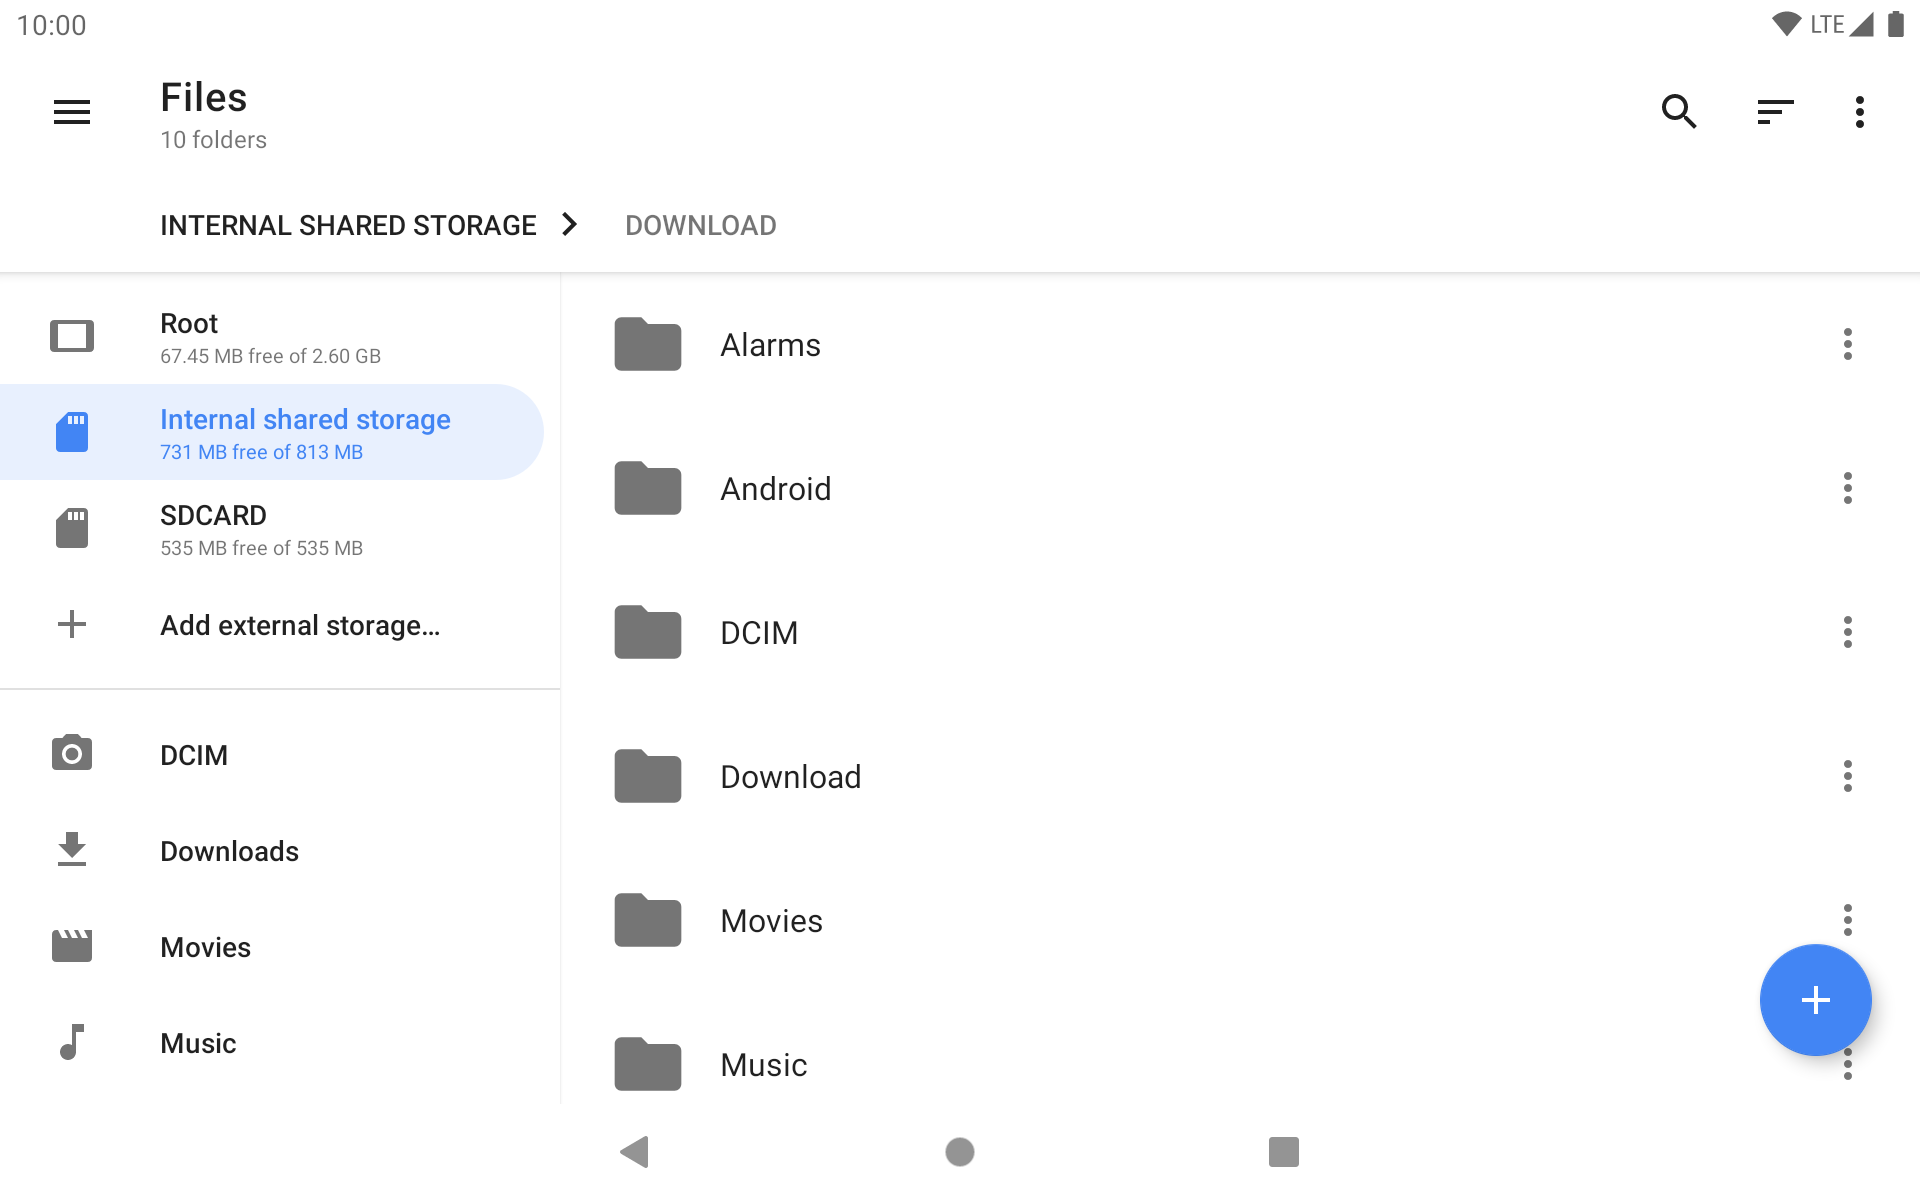 10:00
LTE
Files
10 folders
INTERNAL SHARED STORAGE
DOWNLOAD
Root
67.45 MB free of 2.60 GB
Internal shared storage
731 MB free of 813 MB
SDCARD
535 MB free of 535 MB
Add external storage…
DCIM
Downloads
Movies
Music
Alarms
Android
DCIM
Download
Movies
Music